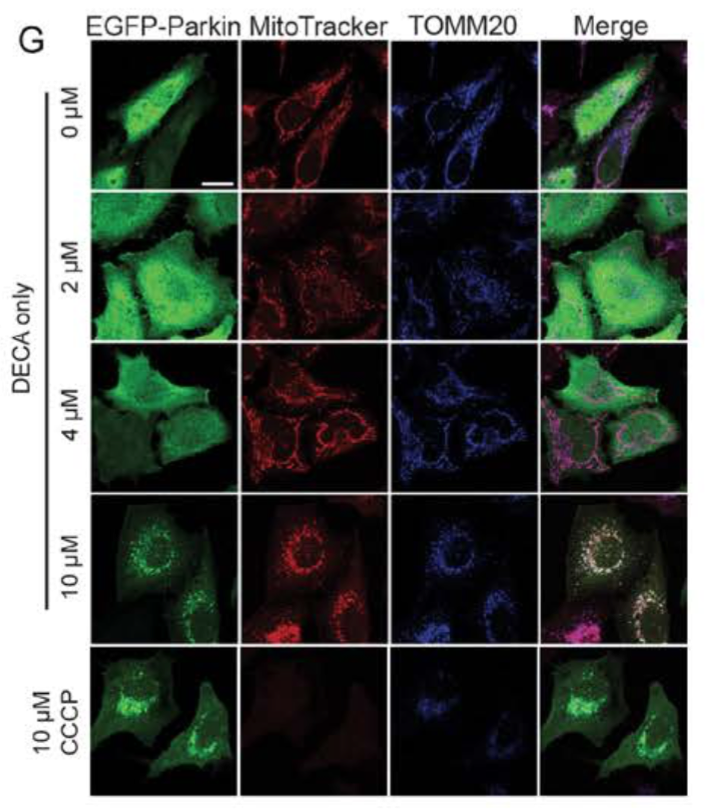 G
EGFP-Parkin MitoTracker TOMM20 Merge
DECA only
0 µM
2 µM
4 µM
10 µM
10 µM
CCCP